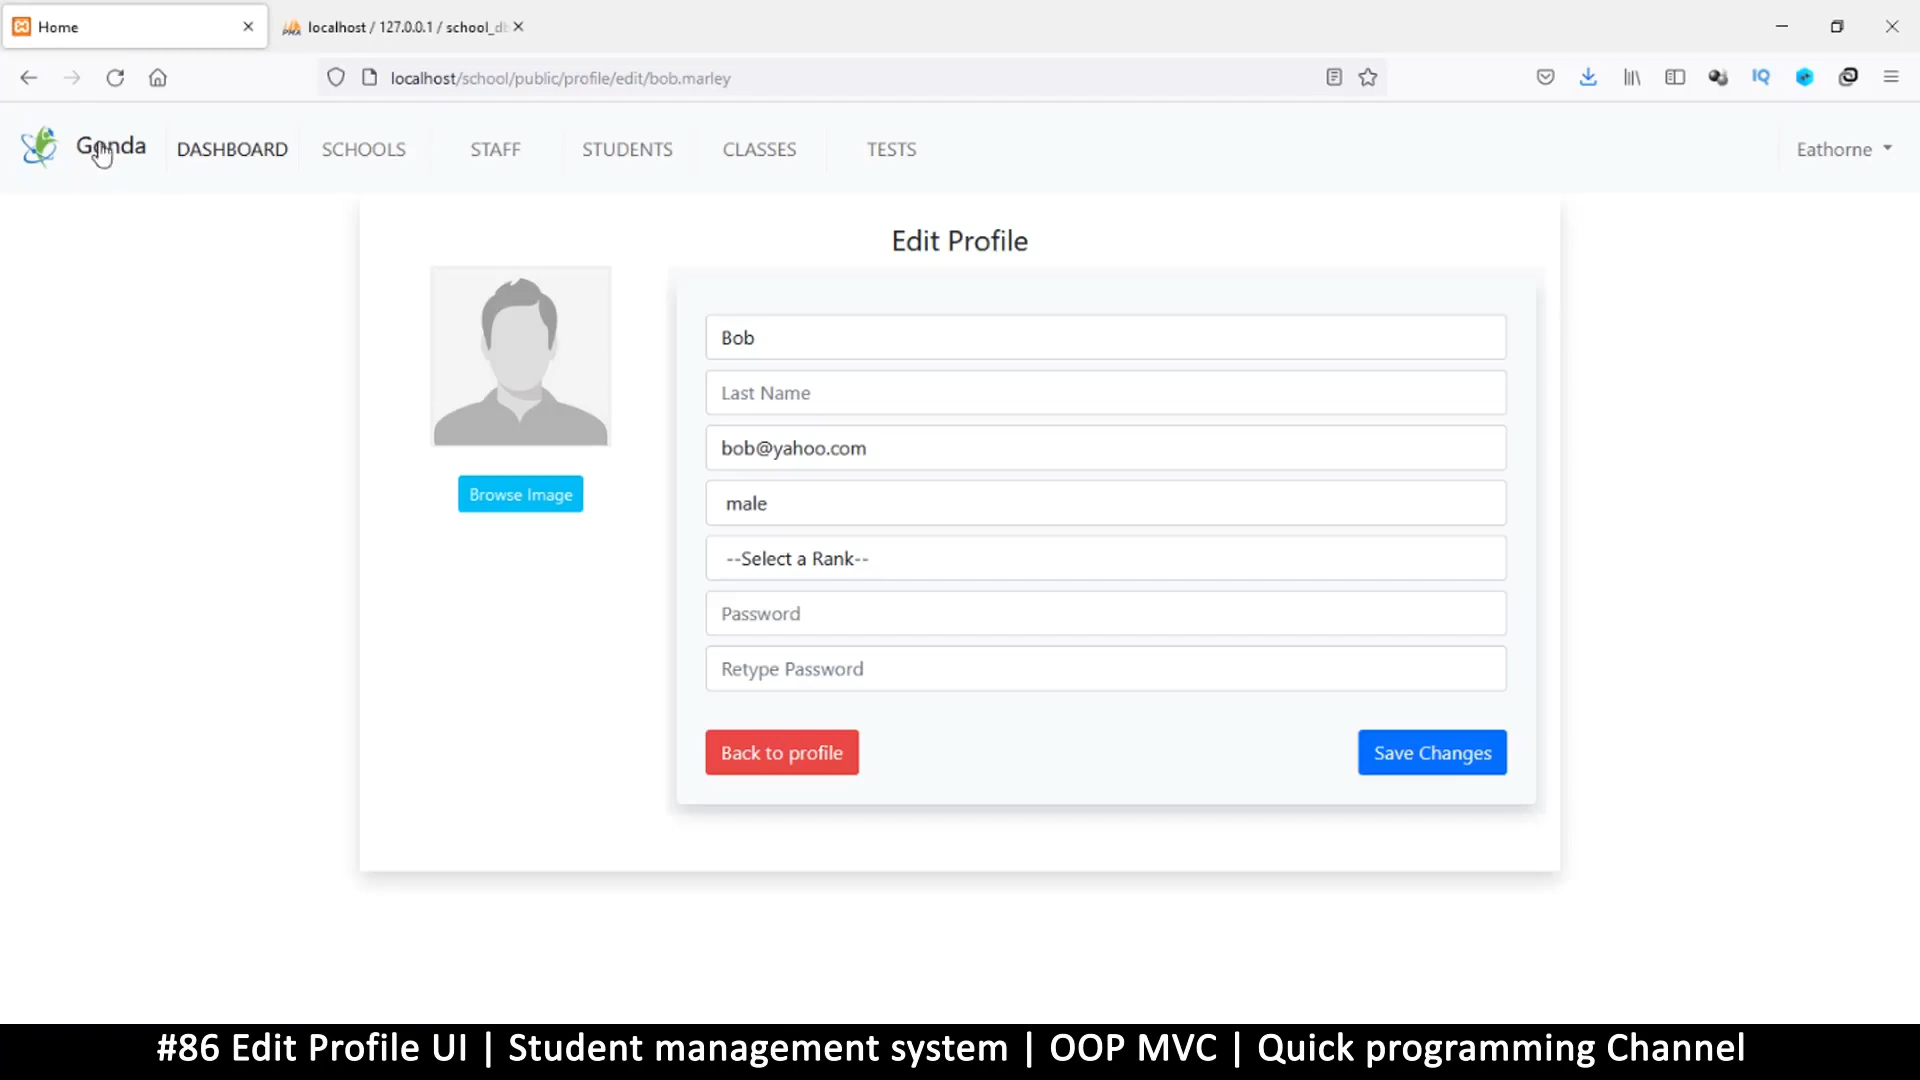 Home
localhost / 127.0.0.1 / school_db
localhost/school/public/profile/edit/bob.marley
IQ
DASHBOARD SCHOOLS STAFF STUDENTS CLASSES TESTS Eathorne
Edit Profile
Bob
Last Name
bob@yahoo.com
Browse Image
male
--Select a Rank--
Password
Retype Password
Back to profile Save Changes
#86 Edit Profile UI | Student management system | OOP MVC | Quick programming Channel